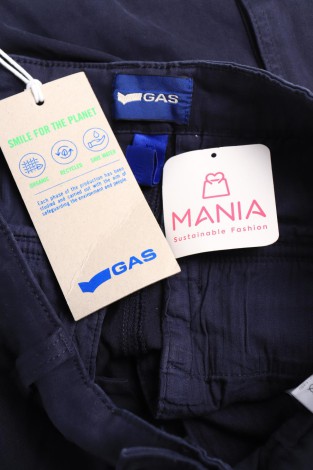 GAS
SMILE FOR THE PLANET
ORGANIC RECYCLED SAVE WATER
Each phase of the production has been
studied and carried out with the aim of
safeguarding the environment and people.
GAS
MANIA
Sustainable Fashion